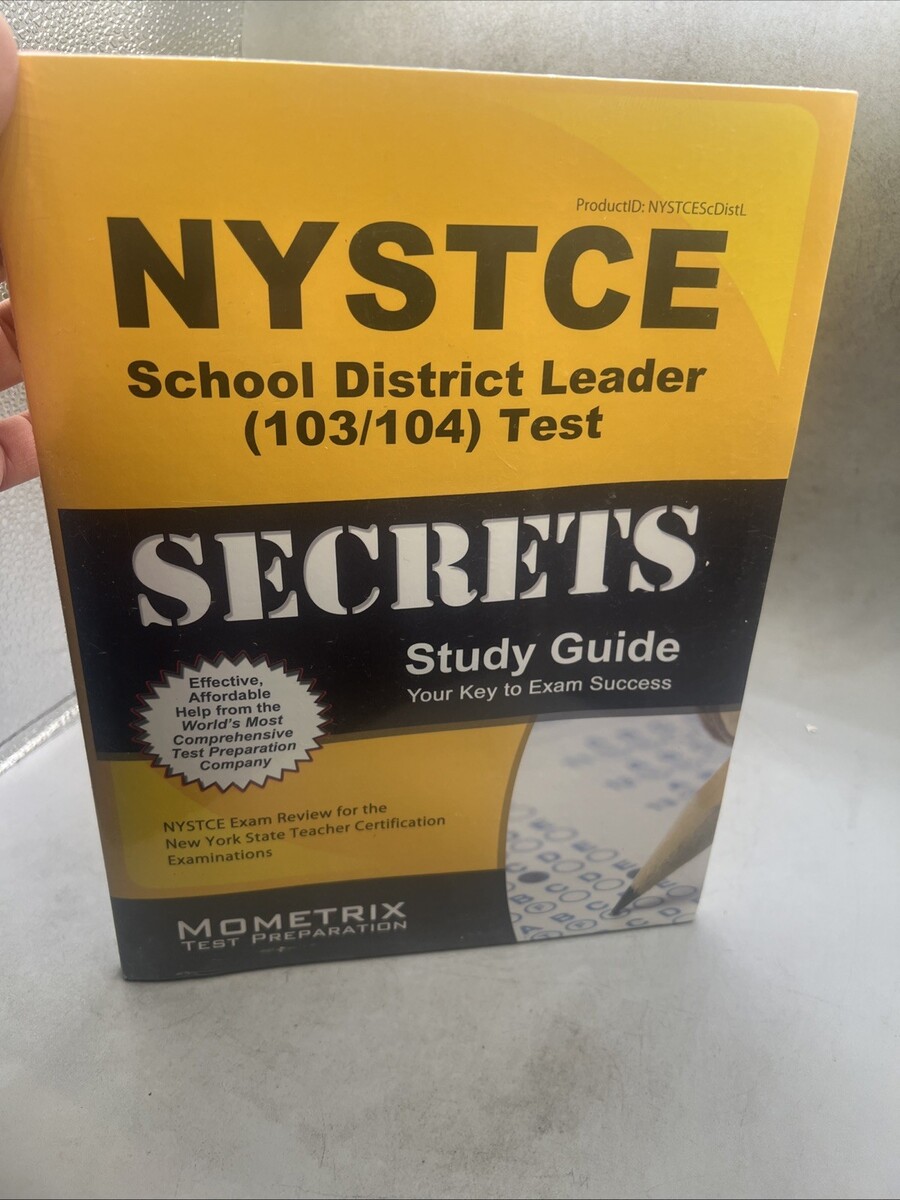 ProductID: NYSTCEScDistL
NYSTCE
School District Leader
(103/104) Test
SECRETS
Study Guide
Your Key to Exam Success
Effective,
Affordable
Help from the
World's Most
Comprehensive
Test Preparation
Company
NYSTCE Exam Review for the
New York State Teacher Certification
Examinations
MOMETRIX
TEST PREPARATION